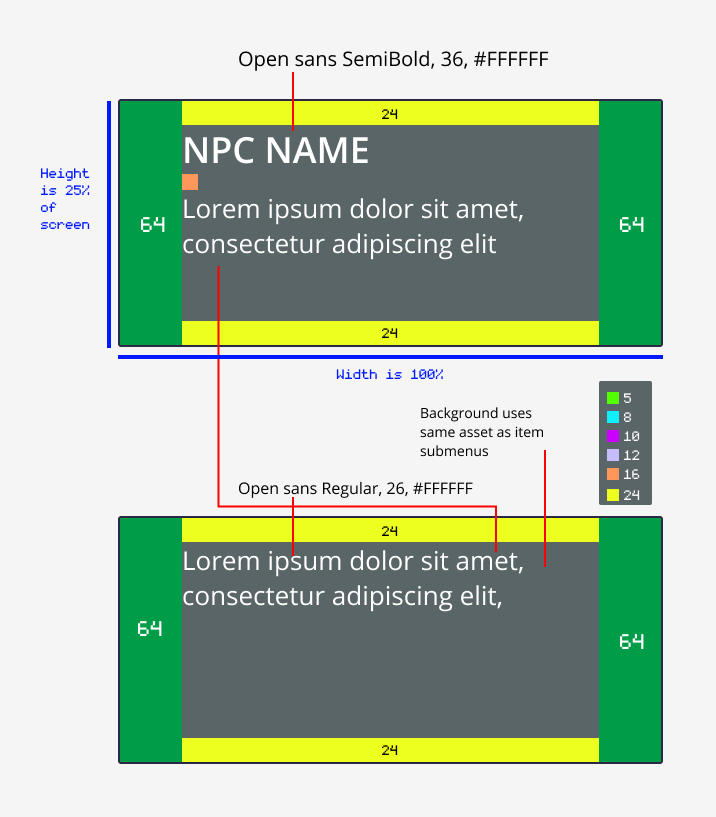 Open sans SemiBold, 36, #FFFFFF
24
NPC NAME
Height
is 25%
of
screen
64
Lorem ipsum dolor sit amet,
consectetur adipiscing elit
64
24
Width is 100%
Background uses
same asset as item
submenus
5
8
10
12
16
24
Open sans Regular, 26, #FFFFFF
24
Lorem ipsum dolor sit amet,
consectetur adipiscing elit,
64
64
24